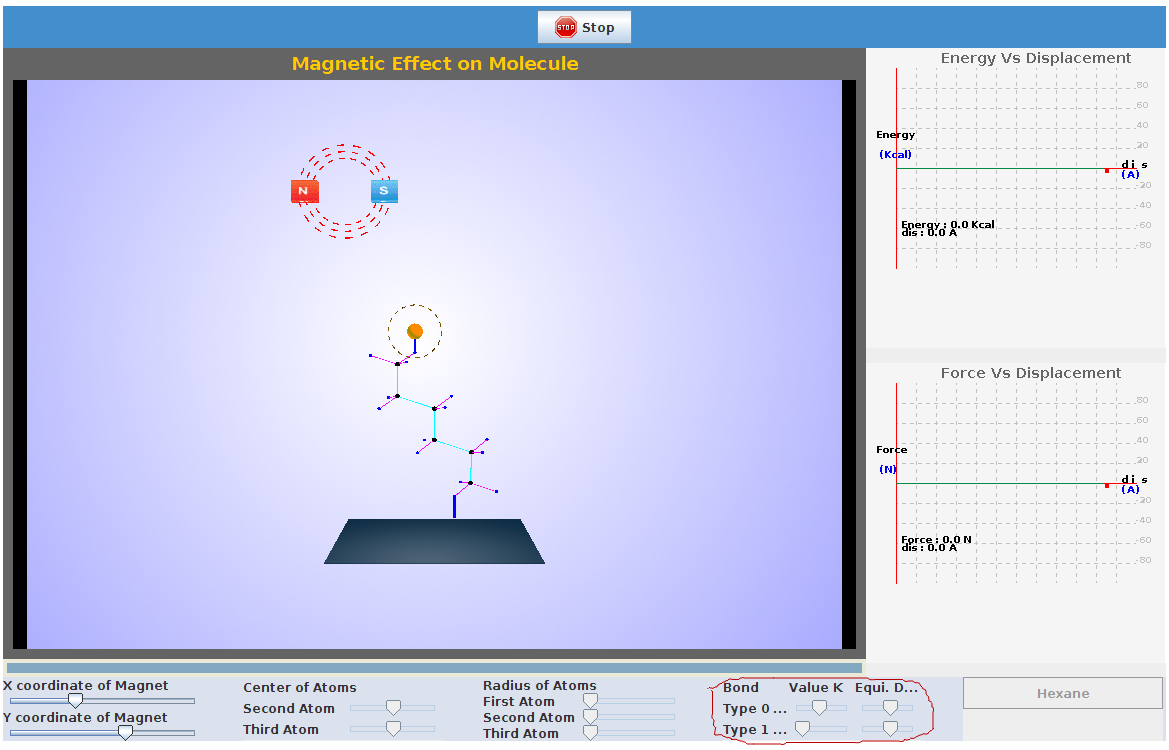 STOP Stop
Magnetic Effect on Molecule
N S
X coordinate of Magnet
Y coordinate of Magnet
Center of Atoms
Second Atom
Third Atom
Radius of Atoms
First Atom
Second Atom
Third Atom
Bond Value K Equi. D...
Type 0 ...
Type 1 ...
Energy Vs Displacement
80
60
40
20
Energy
(Kcal)
dis
(A)
-20
-40
-60
-80
Energy : 0.0 Kcal
dis : 0.0 A
Force Vs Displacement
80
60
40
20
Force
(N)
dis
(A)
-20
-40
-60
-80
Force : 0.0 N
dis : 0.0 A
Hexane